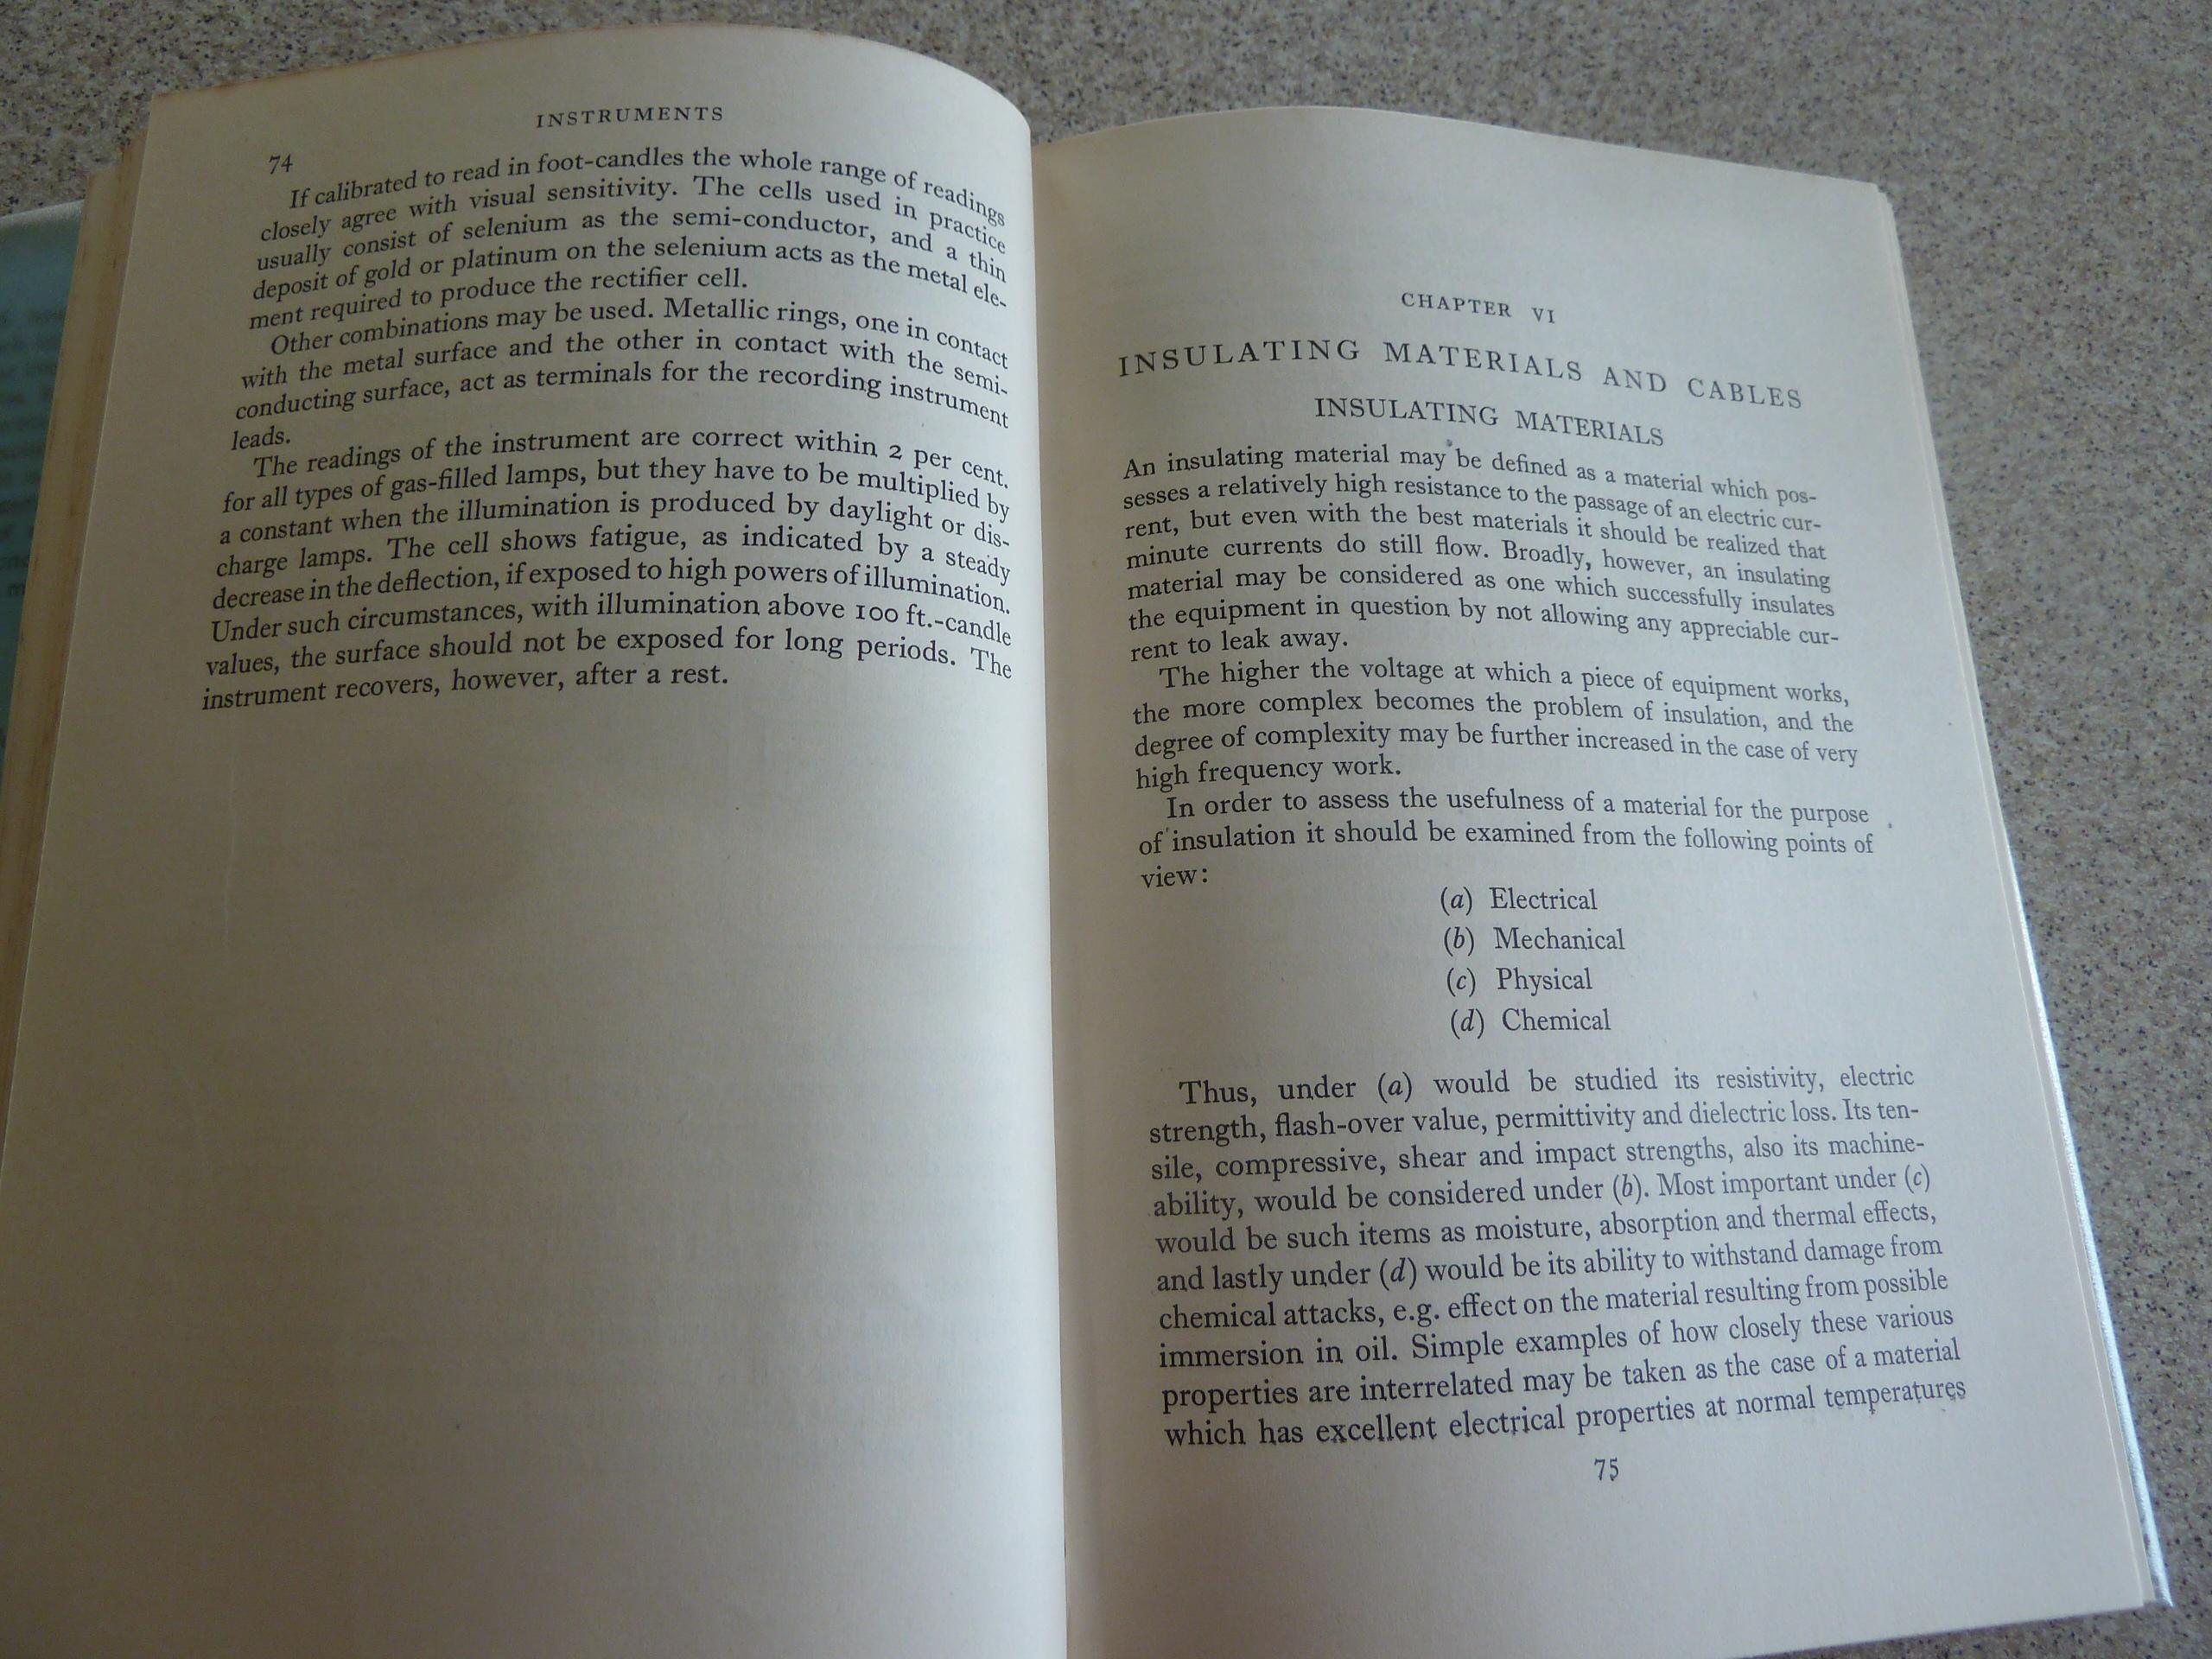 INSTRUMENTS
74
If calibrated to read in foot-candles the whole range of readings
closely agree with visual sensitivity. The cells used in practice
usually consist of selenium as the semi-conductor, and a thin
deposit of gold or platinum on the selenium acts as the metal ele-
ment required to produce the rectifier cell.
Other combinations may be used. Metallic rings, one in contact
with the metal surface and the other in contact with the semi-
conducting surface, act as terminals for the recording instrument
leads.
The readings of the instrument are correct within 2 per cent.
for all types of gas-filled lamps, but they have to be multiplied by
a constant when the illumination is produced by daylight or dis-
charge lamps. The cell shows fatigue, as indicated by a steady
decrease in the deflection, if exposed to high powers of illumination.
Under such circumstances, with illumination above 100 ft.-candle
values, the surface should not be exposed for long periods. The
instrument recovers, however, after a rest.
CHAPTER VI
INSULATING MATERIALS AND CABLES
INSULATING MATERIALS
An insulating material may be defined as a material which pos-
sesses a relatively high resistance to the passage of an electric cur-
rent, but even with the best materials it should be realized that
minute currents do still flow. Broadly, however, an insulating
material may be considered as one which successfully insulates
the equipment in question by not allowing any appreciable cur-
rent to leak away.
The higher the voltage at which a piece of equipment works,
the more complex becomes the problem of insulation, and the
degree of complexity may be further increased in the case of very
high frequency work.
In order to assess the usefulness of a material for the purpose
of insulation it should be examined from the following points of
view:
(a) Electrical
(b) Mechanical
(c) Physical
(d) Chemical
Thus, under (a) would be studied its resistivity, electric
strength, flash-over value, permittivity and dielectric loss. Its ten-
sile, compressive, shear and impact strengths, also its machine-
ability, would be considered under (b). Most important under (c)
would be such items as moisture, absorption and thermal effects,
and lastly under (d) would be its ability to withstand damage from
chemical attacks, e.g. effect on the material resulting from possible
immersion in oil. Simple examples of how closely these various
properties are interrelated may be taken as the case of a material
which has excellent electrical properties at normal temperatures
75